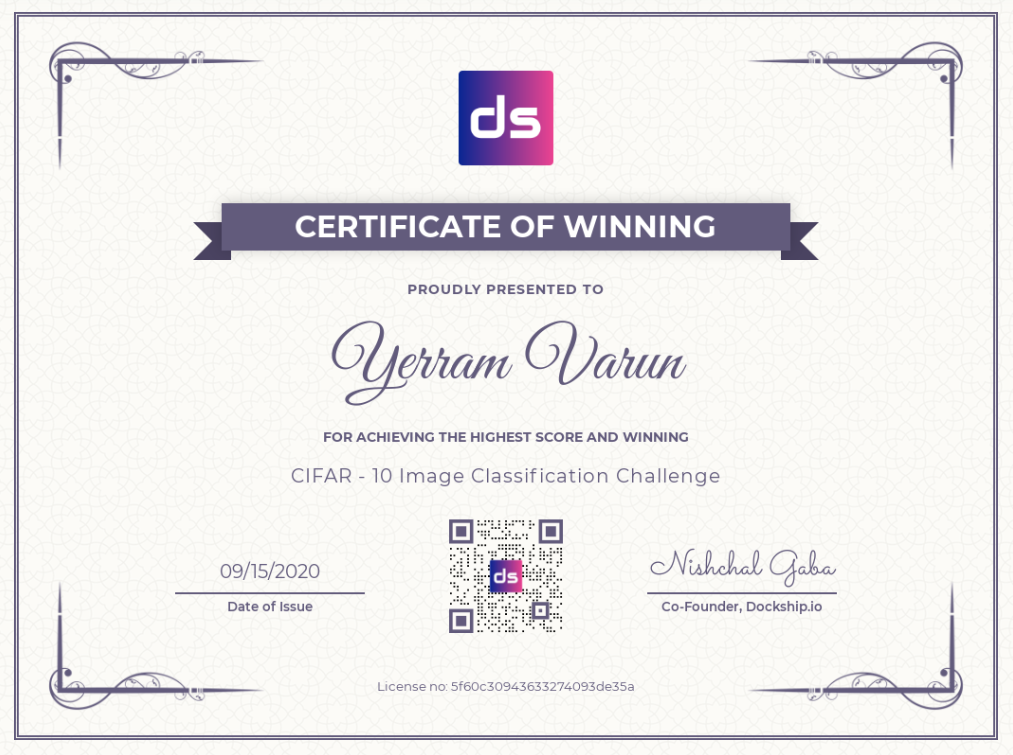 ds
CERTIFICATE OF WINNING
PROUDLY PRESENTED TO
Yerram Varun
FOR ACHIEVING THE HIGHEST SCORE AND WINNING
CIFAR - 10 Image Classification Challenge
ds
09/15/2020
Date of Issue
Nishchal Gaba
Co-Founder, Dockship.io
License no: 5f60c30943633274093de35a